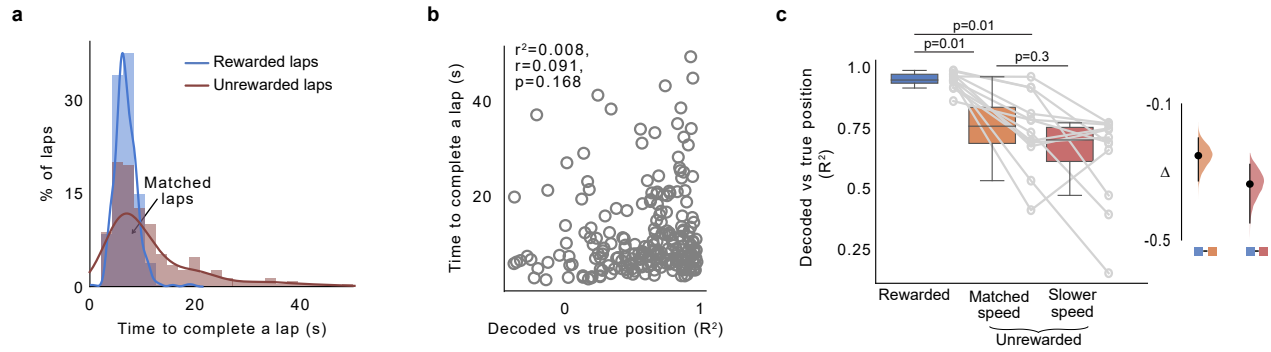 a
% of laps
30
15
0
0
20
40
Time to complete a lap (s)
Rewarded laps
Unrewarded laps
Matched
laps
b
Time to complete a lap (s)
40
20
r²=0.008,
r=0.091,
p=0.168
0
1
Decoded vs true position (R²)
c
Decoded vs true position
(R²)
1.0
0.75
0.5
0.25
p=0.01
p=0.01
p=0.3
Rewarded
Matched
speed
Slower
speed
Unrewarded
-0.1
Δ
-0.5